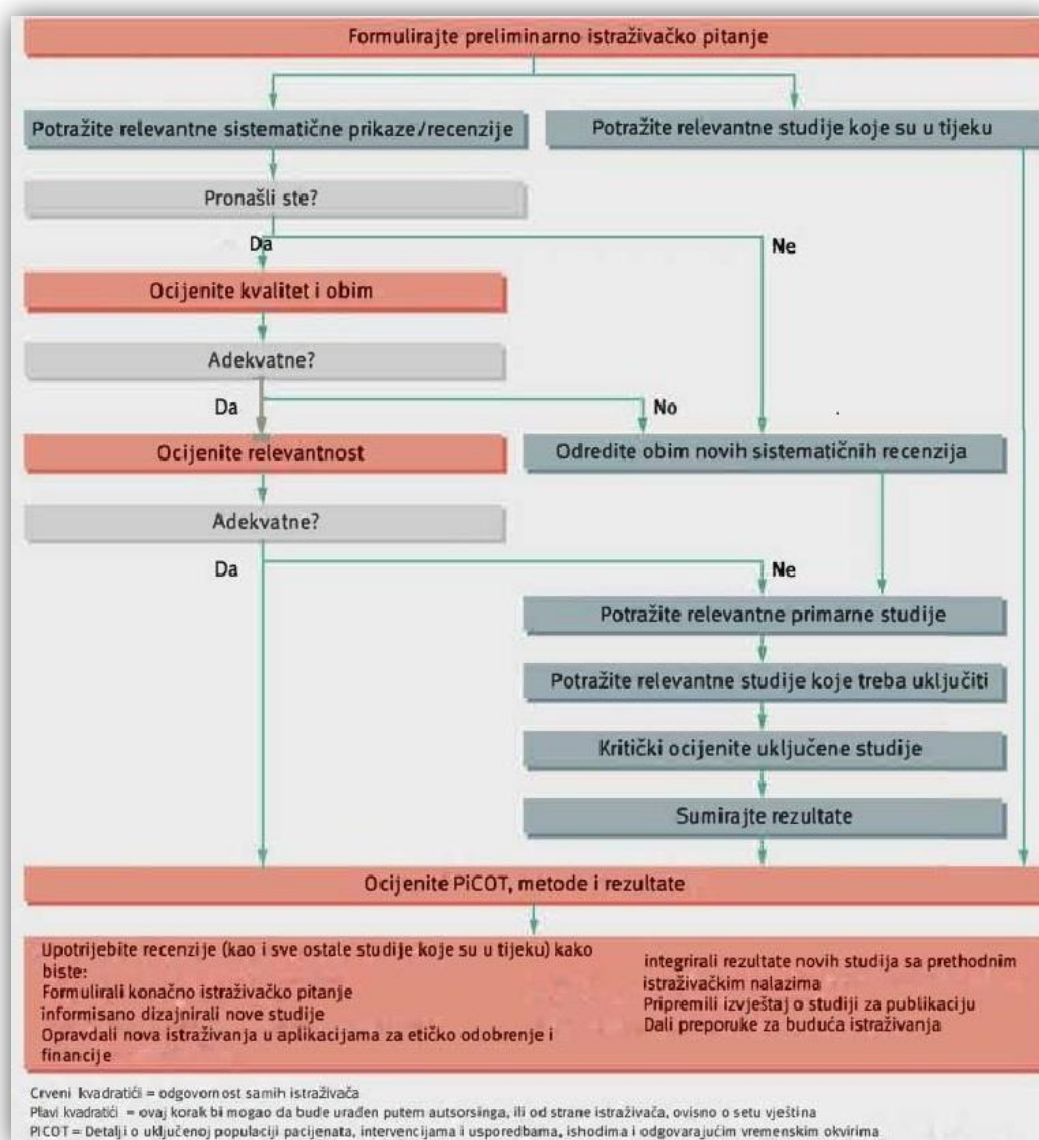 Formulirajte preliminarno istraživačko pitanje
Potražite relevantne sistematične prikaze/recenzije
Potražite relevantne studije koje su u tijeku
Pronašli ste?
Da
Ne
Ocijenite kvalitet i obim
Adekvatne?
Da
No
Ocijenite relevantnost
Odredite obim novih sistematičnih recenzija
Adekvatne?
Da
Ne
Potražite relevantne primarne studije
Potražite relevantne studije koje treba uključiti
Kritički ocijenite uključene studije
Sumirajte rezultate
Ocijenite PiCOT, metode i rezultate
Upotrijebite recenzije (kao i sve ostale studije koje su u tijeku) kako
biste:
Formulirali konačno istraživačko pitanje
informisano dizajnirali nove studije
Opravdali nova istraživanja u aplikacijama za etičko odobrenje i
financije
integrirali rezultate novih studija sa prethodnim
istraživačkim nalazima
Pripremili izvještaj o studiji za publikaciju
Dali preporuke za buduća istraživanja
Crveni kvadratići = odgovornost samih istraživača
Plavi kvadratići = ovaj korak bi mogao da bude urađen putem autsorsinga, ili od strane istraživača, ovisno o setu vještina
PICOT = Detalji o uključenoj populaciji pacijenata, intervencijama i usporedbama, ishodima i odgovarajućim vremenskim okvirima